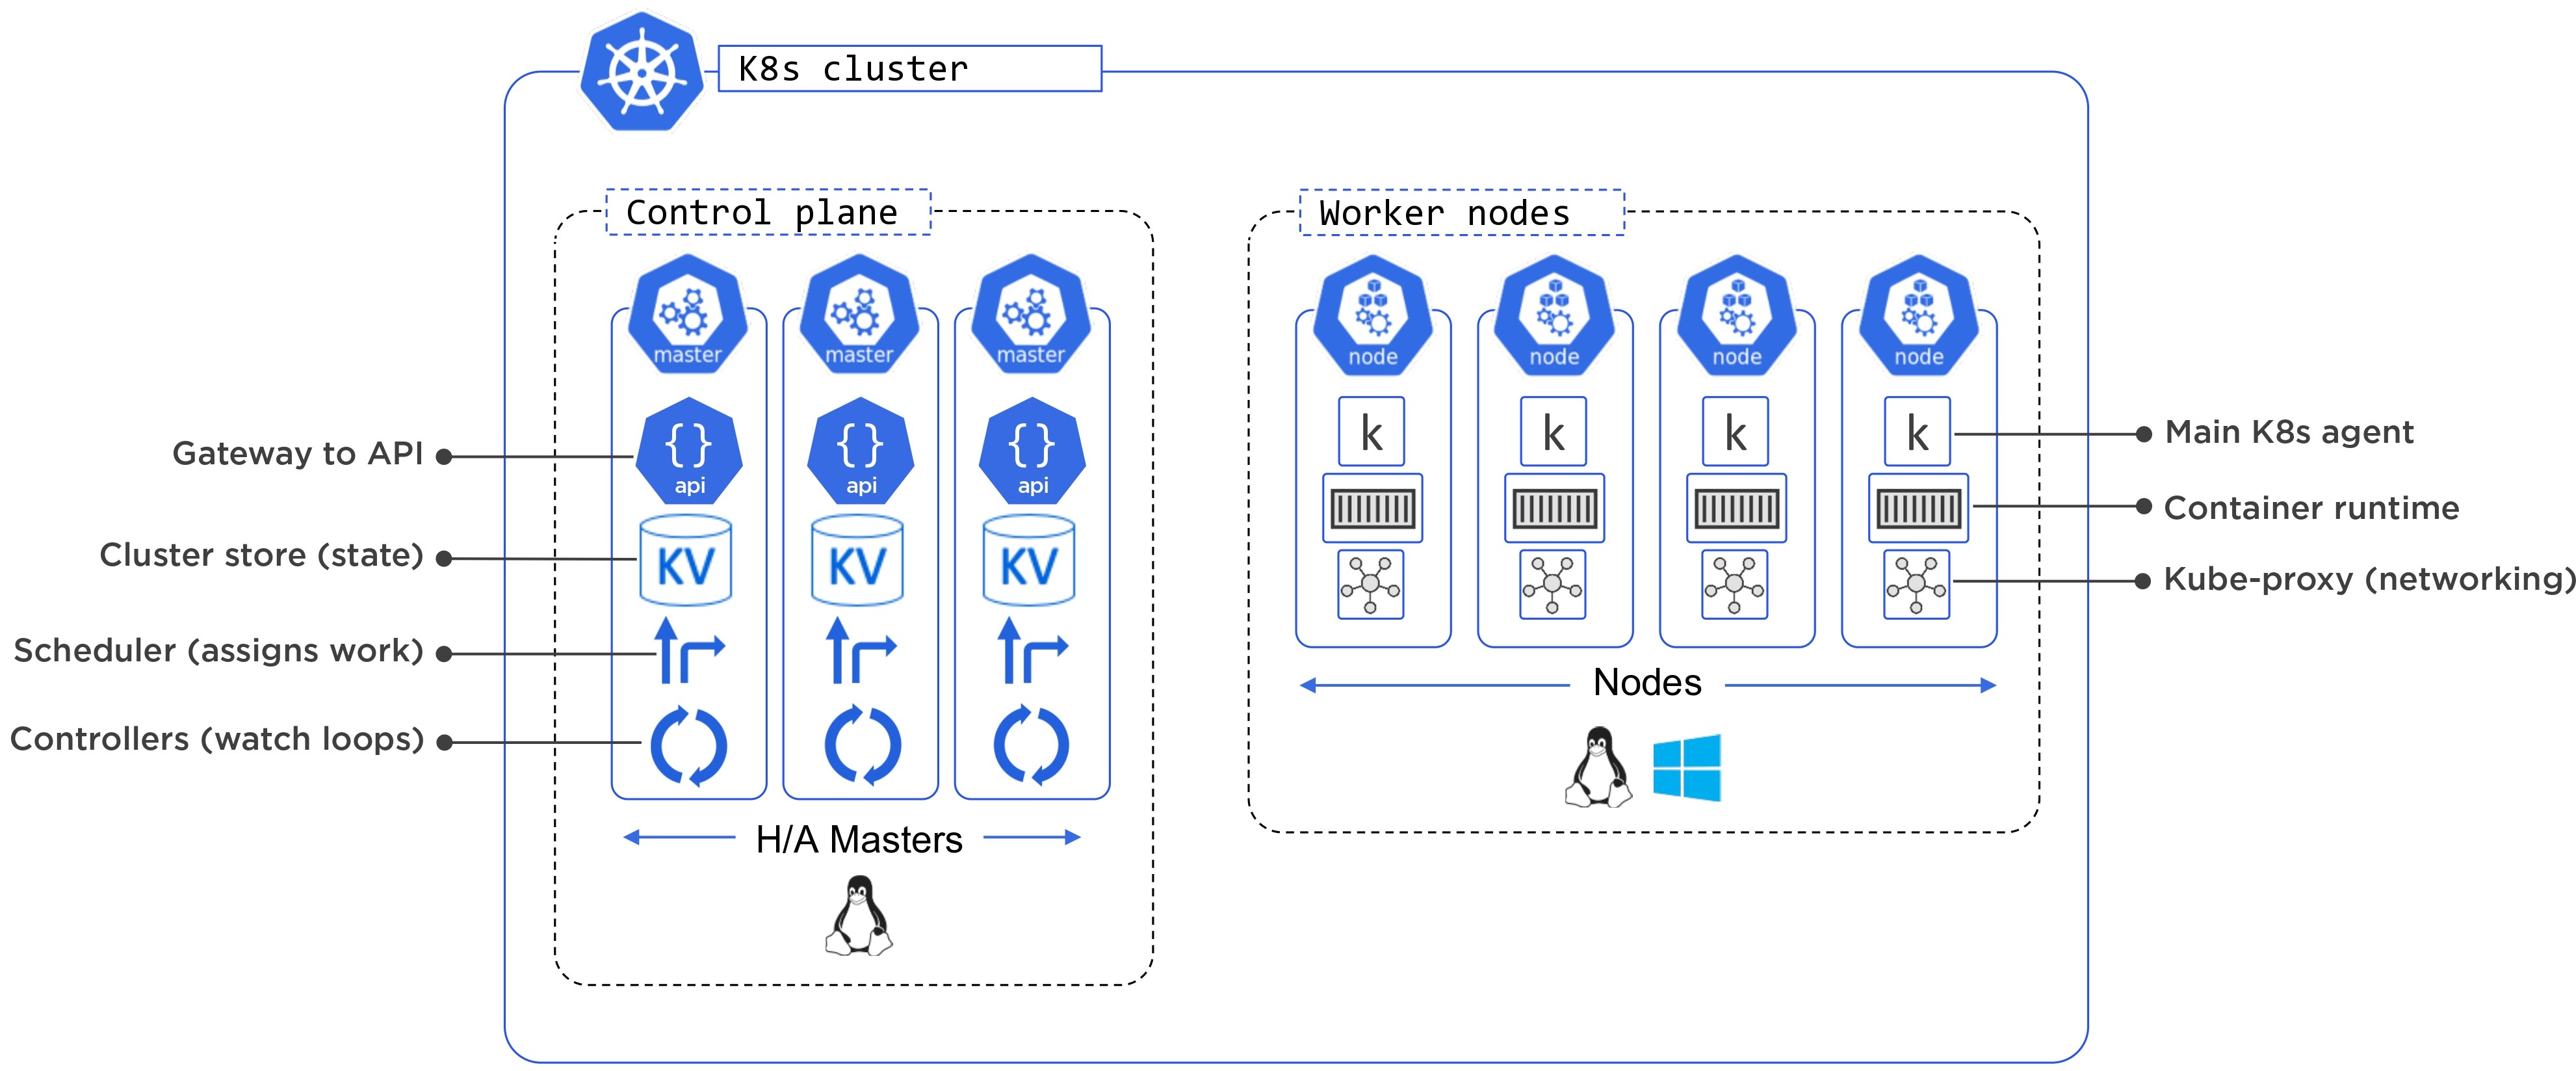 K8s cluster
Control plane
master
master
master
Gateway to API
{}
api
{}
api
{}
api
Cluster store (state)
KV
KV
KV
Scheduler (assigns work)
Controllers (watch loops)
H/A Masters
Worker nodes
node
node
node
node
k
k
k
k
Main K8s agent
Container runtime
Kube-proxy (networking)
Nodes